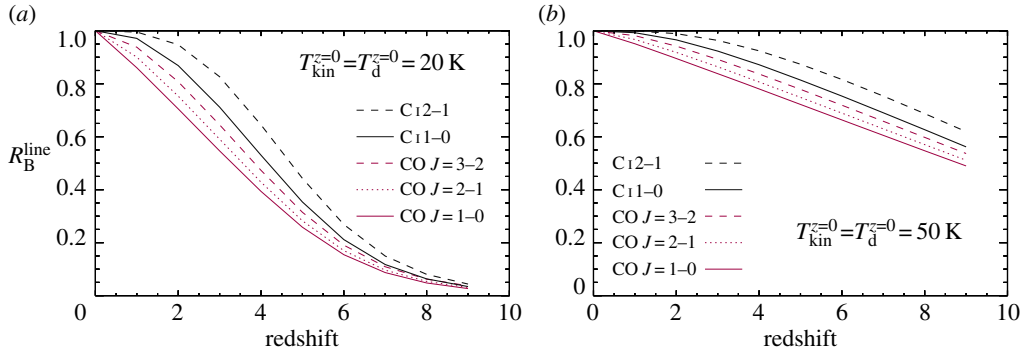 (a)
1.0
0.8
0.6
0.4
0.2
R_B^line
T_kin^z=0 = T_d^z=0 = 20 K
C I 2–1
C I 1–0
CO J = 3–2
CO J = 2–1
CO J = 1–0
0 2 4 6 8 10
redshift
(b)
1.0
0.8
0.6
0.4
0.2
C I 2–1
C I 1–0
CO J = 3–2
CO J = 2–1
CO J = 1–0
T_kin^z=0 = T_d^z=0 = 50 K
0 2 4 6 8 10
redshift